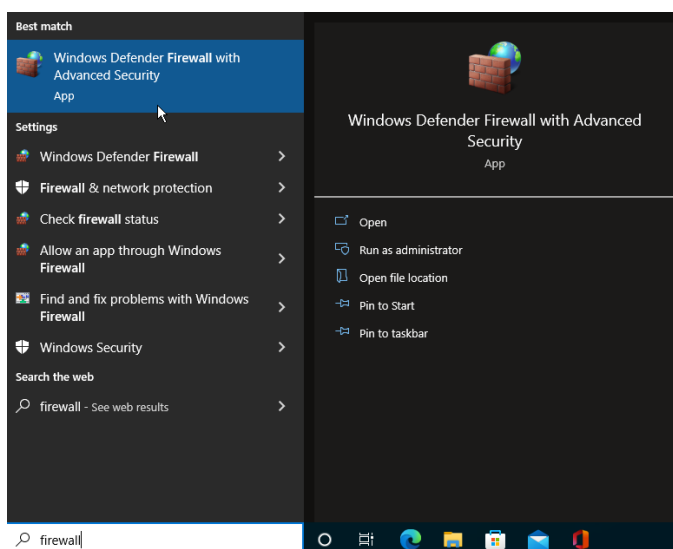 Best match
Windows Defender Firewall with
Advanced Security
App
Settings
Windows Defender Firewall
Firewall & network protection
Check firewall status
Allow an app through Windows
Firewall
Find and fix problems with Windows
Firewall
Windows Security
Search the web
firewall - See web results
firewall
Windows Defender Firewall with Advanced
Security
App
Open
Run as administrator
Open file location
Pin to Start
Pin to taskbar